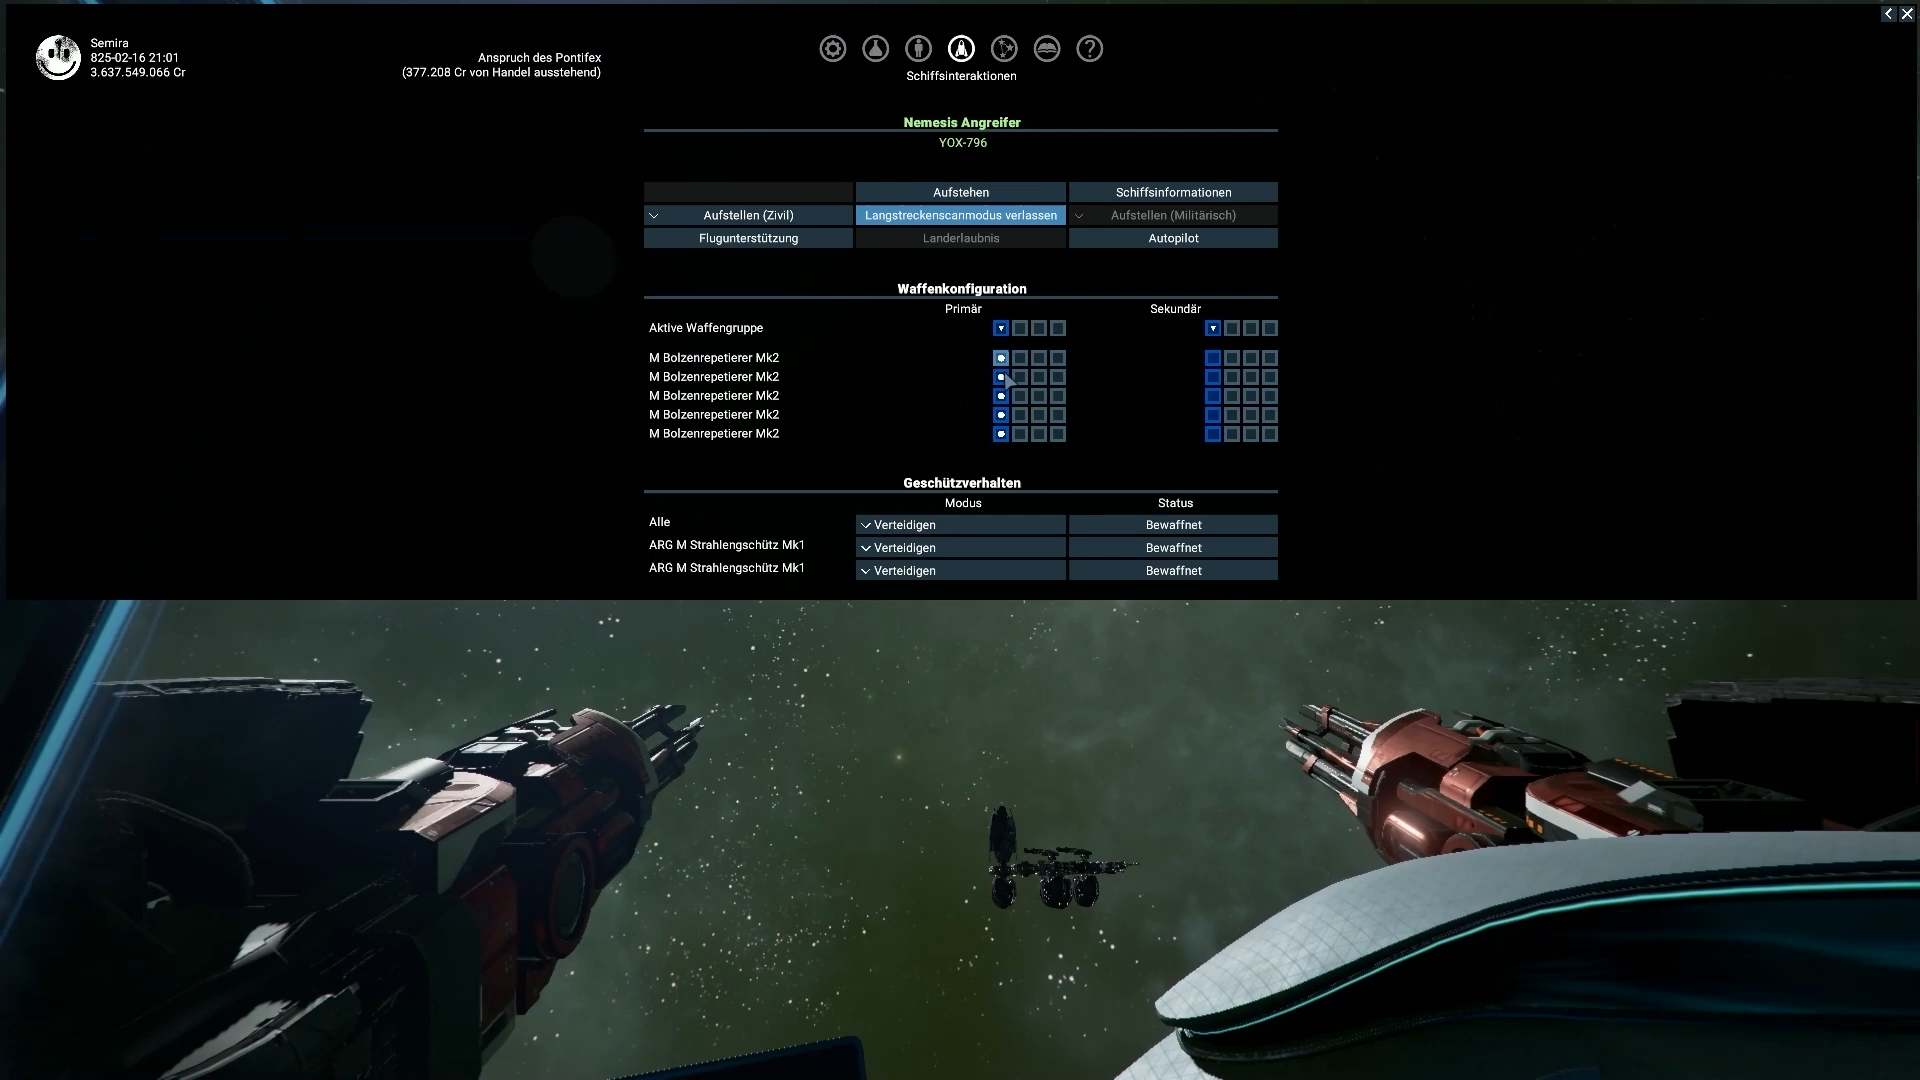 Semira
825-02-16 21:01
3.637.549.066 Cr
Anspruch des Pontifex
(377.208 Cr von Handel ausstehend)
Schiffsinteraktionen
Nemesis Angreifer
YOX-796
Aufstehen
Schiffsinformationen
Aufstellen (Zivil)
Langstreckenscanmodus verlassen
Aufstellen (Militärisch)
Flugunterstützung
Landerlaubnis
Autopilot
Waffenkonfiguration
Primär
Sekundär
Aktive Waffengruppe
M Bolzenrepetierer Mk2
M Bolzenrepetierer Mk2
M Bolzenrepetierer Mk2
M Bolzenrepetierer Mk2
M Bolzenrepetierer Mk2
Geschützverhalten
Modus
Status
Alle
Verteidigen
Bewaffnet
ARG M Strahlengschütz Mk1
Verteidigen
Bewaffnet
ARG M Strahlengschütz Mk1
Verteidigen
Bewaffnet